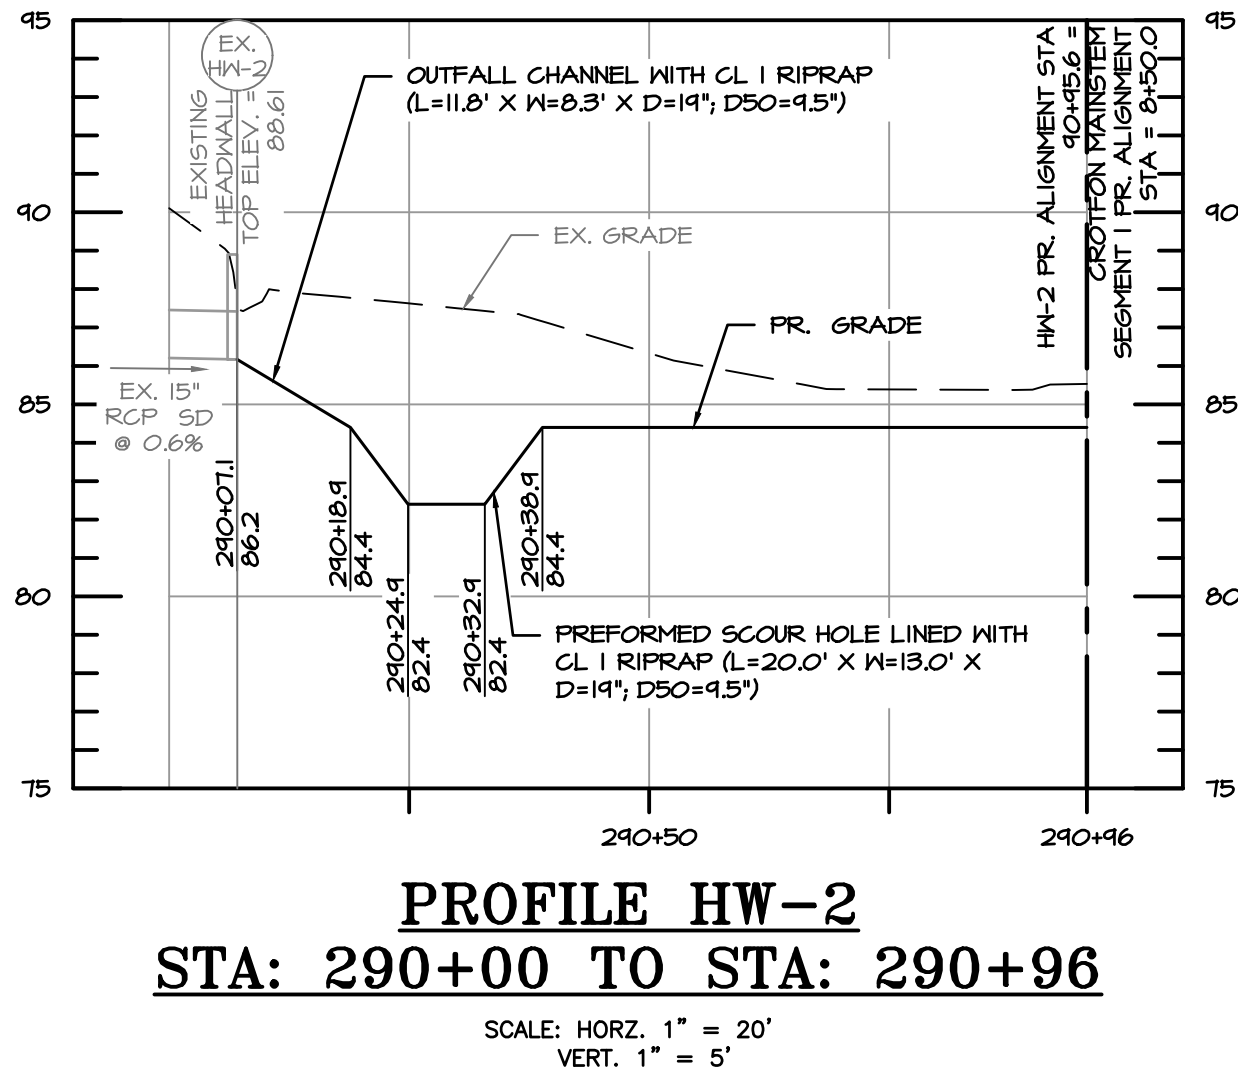 95
90
85
80
75
95
90
85
80
75
EX.
HW-2
EXISTING
HEADWALL
TOP ELEV. =
88.61
OUTFALL CHANNEL WITH CL I RIPRAP
(L=11.8' X W=8.3' X D=19"; D50=9.5")
HW-2 PR. ALIGNMENT STA
90+95.6 =
CROTFON MAINSTEM
SEGMENT I PR. ALIGNMENT
STA = 8+50.0
EX. GRADE
PR. GRADE
EX. 15"
RCP SD
@ 0.6%
290+07.1
86.2
290+18.9
84.4
290+24.9
82.4
290+32.9
82.4
290+38.9
84.4
PREFORMED SCOUR HOLE LINED WITH
CL I RIPRAP (L=20.0' X W=13.0' X
D=19"; D50=9.5")
290+50
290+96
PROFILE HW-2
STA: 290+00 TO STA: 290+96
SCALE: HORZ. 1" = 20'
VERT. 1" = 5'